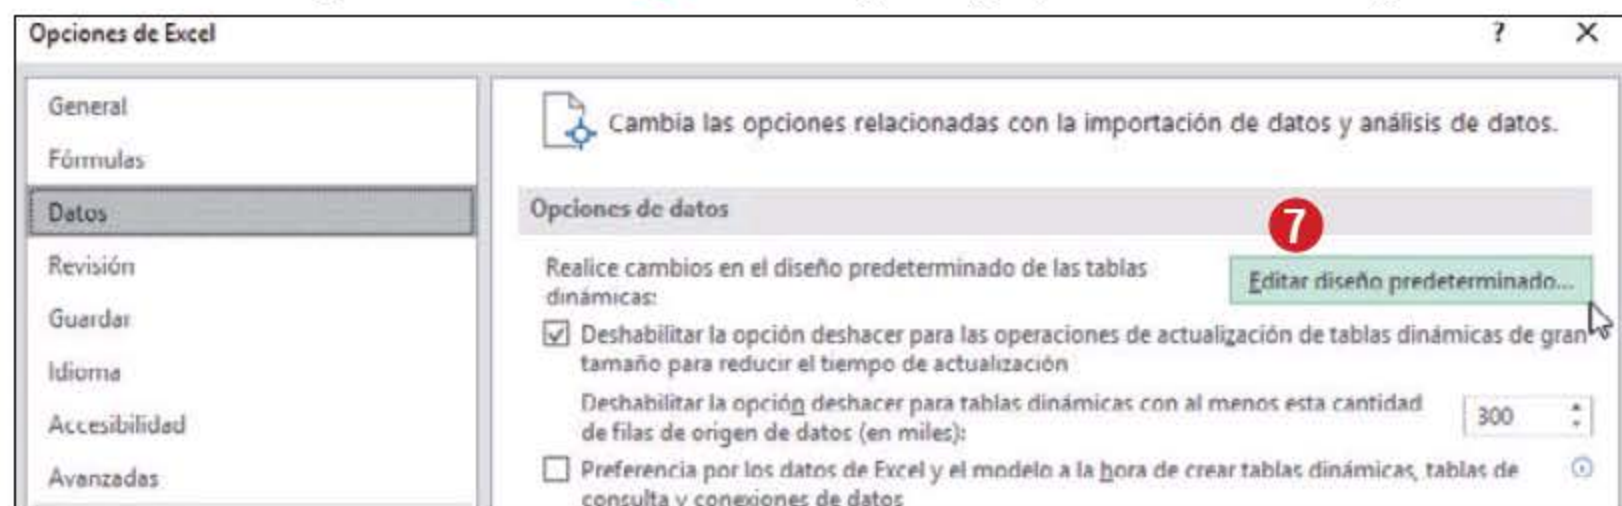 Opciones de Excel
?
General
Fórmulas
Datos
Revisión
Guardar
Idioma
Accesibilidad
Avanzadas
Cambia las opciones relacionadas con la importación de datos y análisis de datos.
Opciones de datos
7
Realice cambios en el diseño predeterminado de las tablas
dinámicas:
Editar diseño predeterminado...
Deshabilitar la opción deshacer para las operaciones de actualización de tablas dinámicas de gran
tamaño para reducir el tiempo de actualización
Deshabilitar la opción deshacer para tablas dinámicas con al menos esta cantidad
de filas de origen de datos (en miles):
300
Preferencia por los datos de Excel y el modelo a la hora de crear tablas dinámicas, tablas de
consulta y conexiones de datos